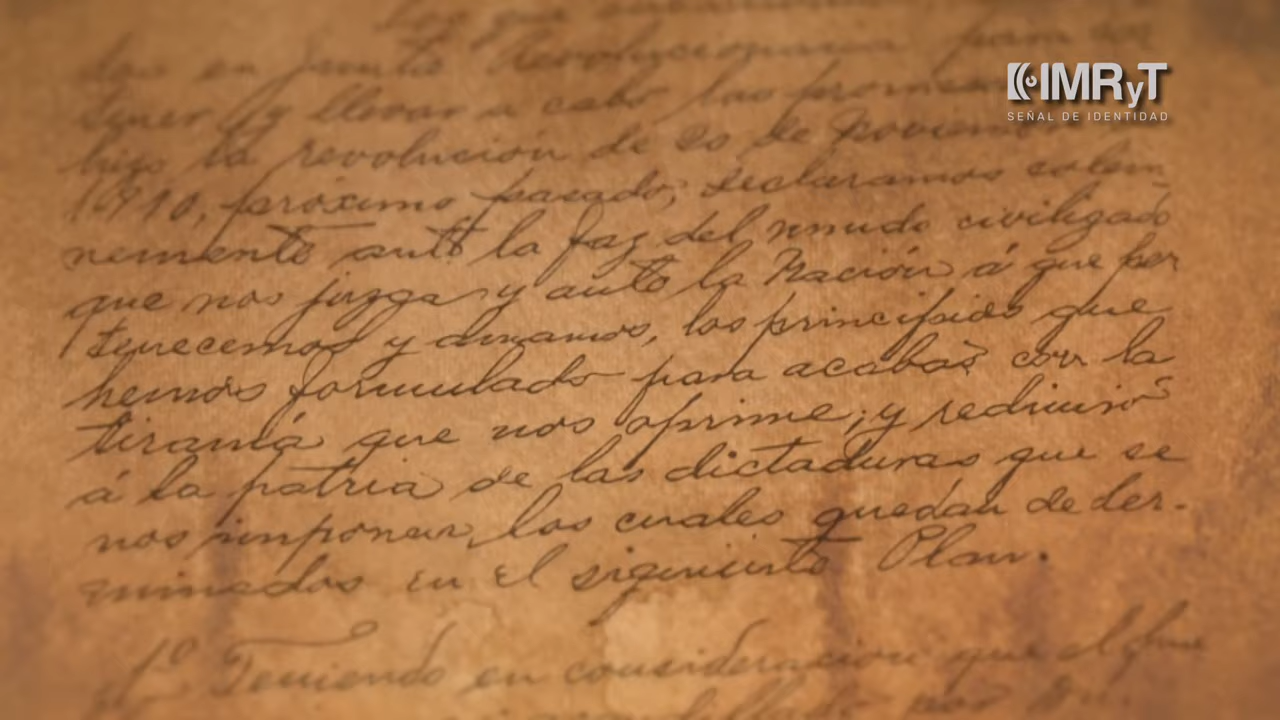 en junta Revolucionaria para sos
tener y llevar a cabo las promesas
hizo la revolución de 20 de Noviembre
1910, próximo pasado, declaramos solem-
nemente ante la faz del mundo civilizado
que nos juzga y ante la Nación á que per
tenecemos y amamos, los principios que
hemos formulado para acabar con la
tiranía que nos oprime; y redimir
á la patria de las dictaduras que se
nos imponen, los cuales quedan de der-
minados en el siguiente Plan.
1º Teniendo en consideración que el
IMRyT
SEÑAL DE IDENTIDAD